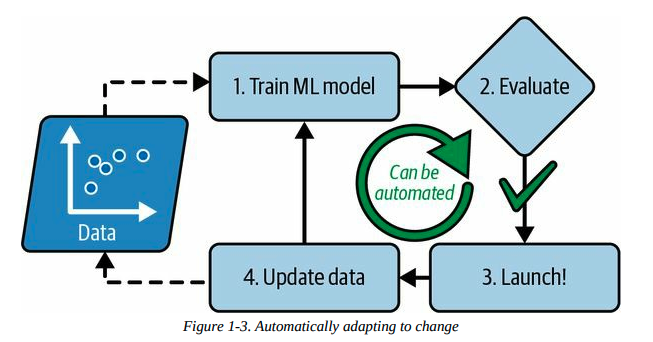 1. Train ML model
2. Evaluate
Can be
automated
Data
4. Update data
3. Launch!
Figure 1-3. Automatically adapting to change